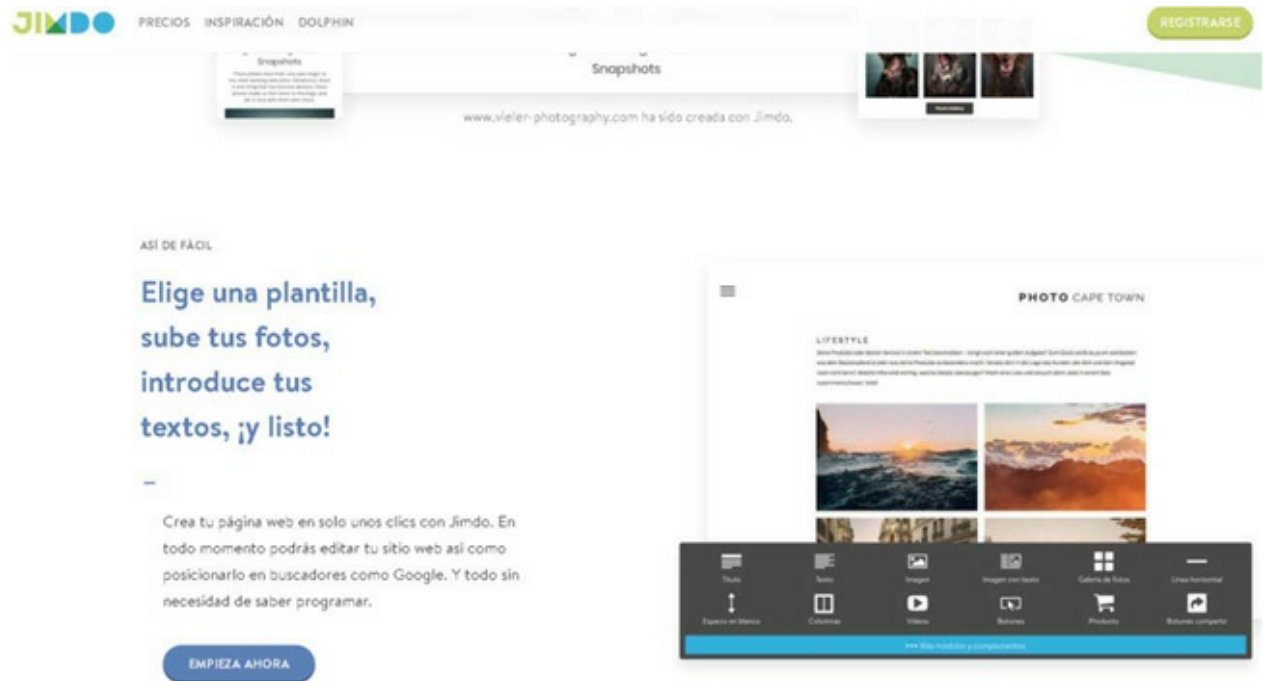 JIMDO
PRECIOS INSPIRACIÓN DOLPHIN
REGISTRARSE
Snapshots
Snapshots
www.vieler-photography.com ha sido creada con Jimdo.
ASÍ DE FÁCIL
Elige una plantilla,
sube tus fotos,
introduce tus
textos, ¡y listo!
Crea tu página web en solo unos clics con Jimdo. En
todo momento podrás editar tu sitio web así como
posicionarlo en buscadores como Google. Y todo sin
necesidad de saber programar.
EMPIEZA AHORA
PHOTO CAPE TOWN
LIFESTYLE
Título Texto Imagen Imagen con texto Galería de fotos Línea horizontal
Espacio en blanco Columnas Vídeos Botones Producto Botones compartir
Más módulos y complementos